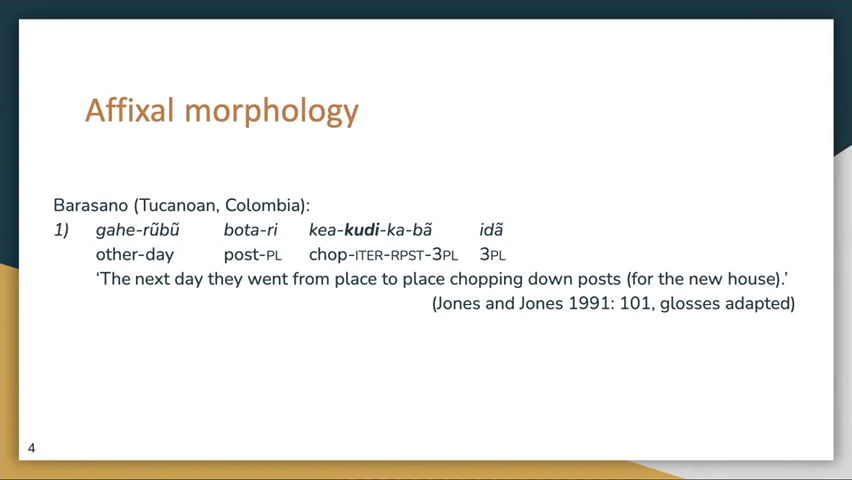 Affixal morphology
Barasano (Tucanoan, Colombia):
1) gahe-rũbũ bota-ri kea-kudi-ka-bã idã
other-day post-PL chop-ITER-RPST-3PL 3PL
‘The next day they went from place to place chopping down posts (for the new house).’
(Jones and Jones 1991: 101, glosses adapted)
4